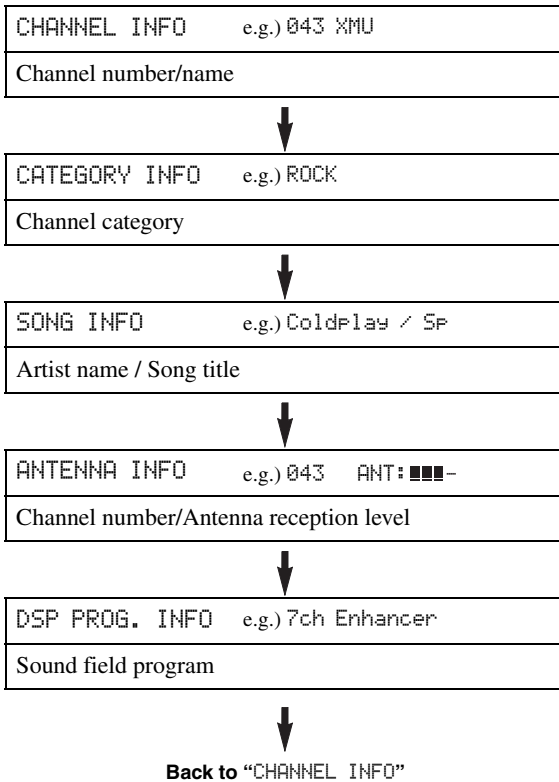 CHANNEL INFO e.g.) 043 XMU
Channel number/name
CATEGORY INFO e.g.) ROCK
Channel category
SONG INFO e.g.) Coldplay / Sp
Artist name / Song title
ANTENNA INFO e.g.) 043 ANT:■■■-
Channel number/Antenna reception level
DSP PROG. INFO e.g.) 7ch Enhancer
Sound field program
Back to “CHANNEL INFO”